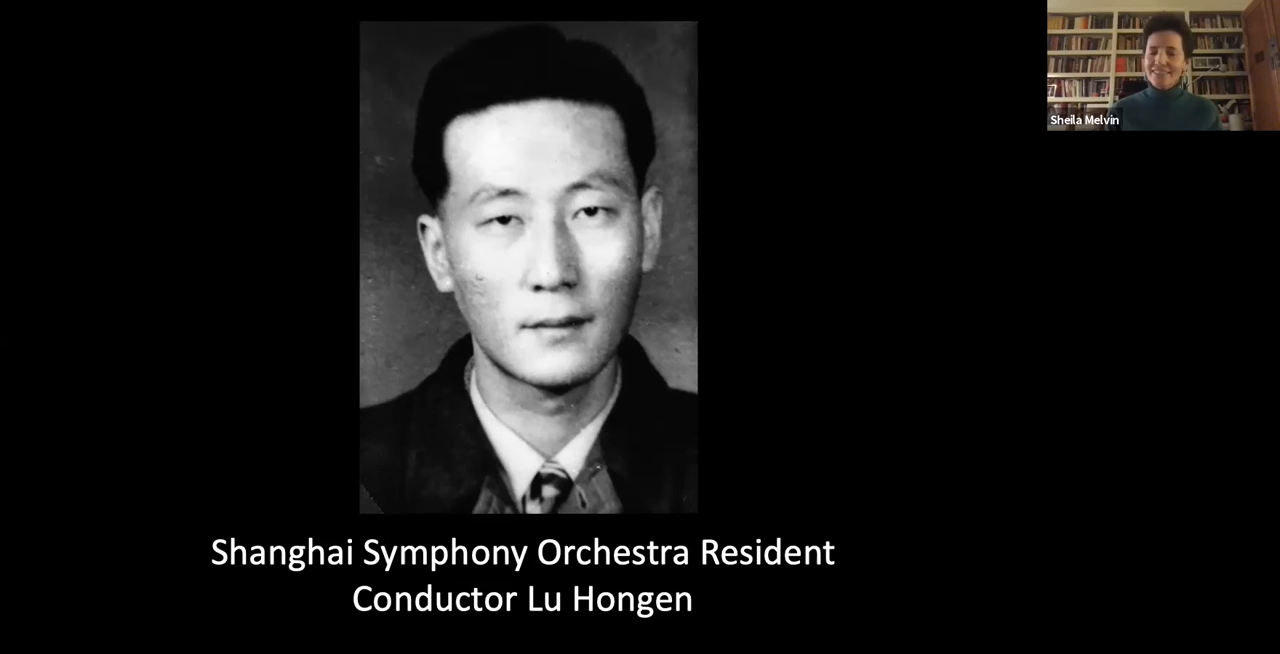 Sheila Melvin
Shanghai Symphony Orchestra Resident
Conductor Lu Hongen